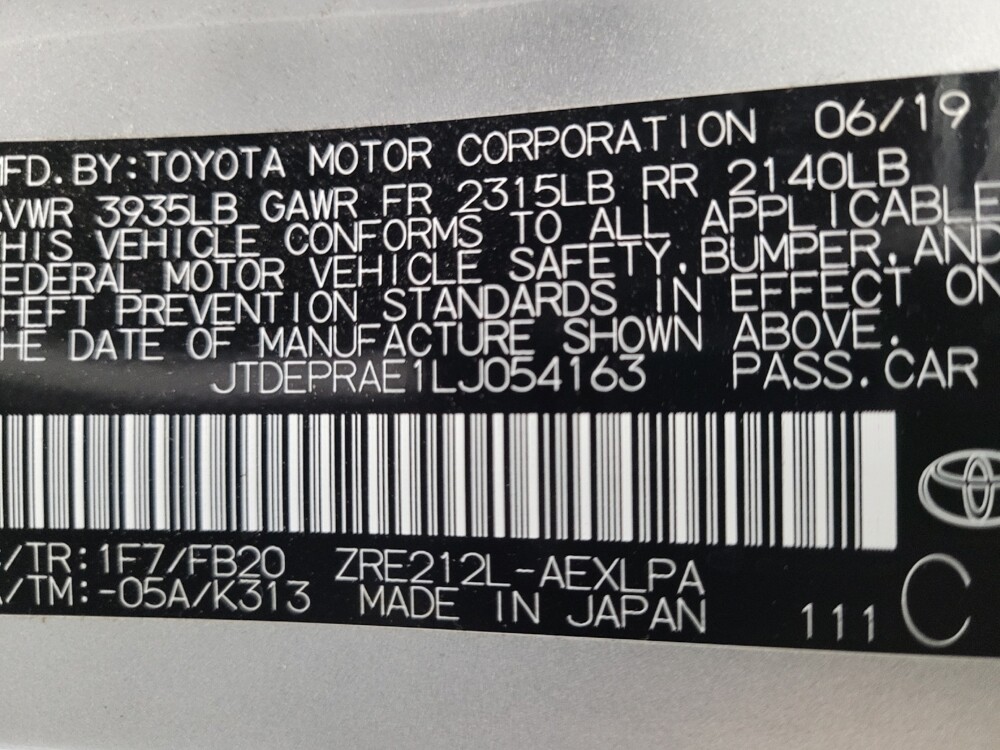 MFD. BY: TOYOTA MOTOR CORPORATION 06/19
GVWR 3935LB GAWR FR 2315LB RR 2140LB
THIS VEHICLE CONFORMS TO ALL APPLICABLE
FEDERAL MOTOR VEHICLE SAFETY, BUMPER, AND
THEFT PREVENTION STANDARDS IN EFFECT ON
THE DATE OF MANUFACTURE SHOWN ABOVE.
JTDEPRAE1LJ054163 PASS. CAR
/TR: 1F7/FB20 ZRE212L-AEXLPA
A/TM: -05A/K313 MADE IN JAPAN 111 C